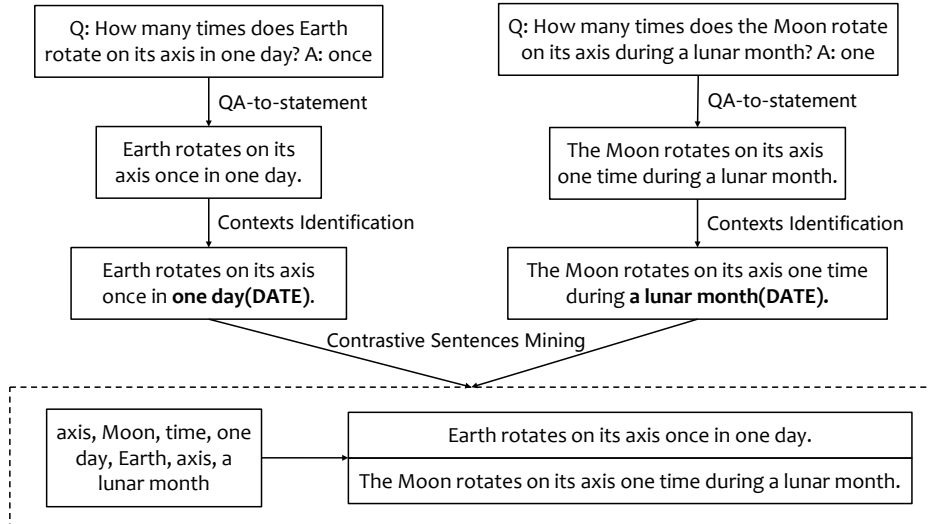 Q: How many times does Earth
rotate on its axis in one day? A: once
QA-to-statement
Earth rotates on its
axis once in one day.
Contexts Identification
Earth rotates on its axis
once in one day(DATE).
Q: How many times does the Moon rotate
on its axis during a lunar month? A: one
QA-to-statement
The Moon rotates on its axis
one time during a lunar month.
Contexts Identification
The Moon rotates on its axis one time
during a lunar month(DATE).
Contrastive Sentences Mining
axis, Moon, time, one
day, Earth, axis, a
lunar month
Earth rotates on its axis once in one day.
The Moon rotates on its axis one time during a lunar month.